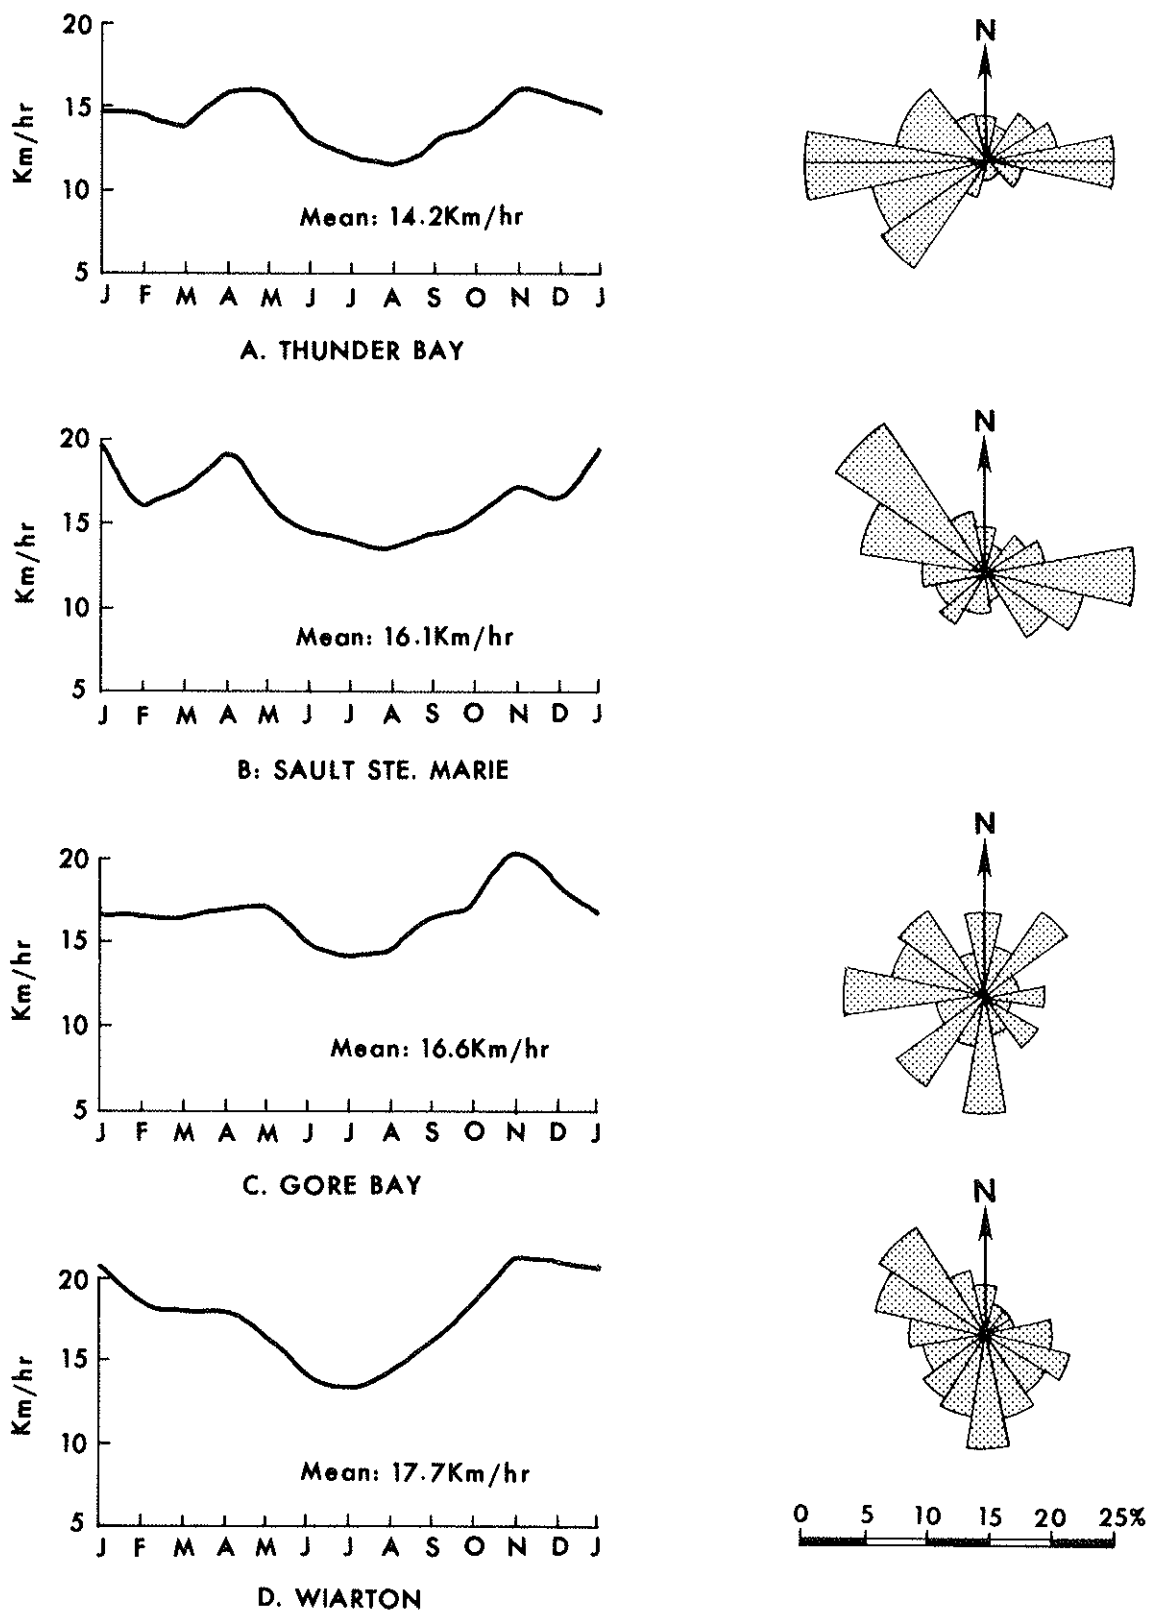 20
15
10
5
Km/hr
Mean: 14.2Km/hr
J F M A M J J A S O N D J
A. THUNDER BAY
N
20
15
10
5
Km/hr
Mean: 16.1Km/hr
J F M A M J J A S O N D J
B: SAULT STE. MARIE
N
20
15
10
5
Km/hr
Mean: 16.6Km/hr
J F M A M J J A S O N D J
C. GORE BAY
N
20
15
10
5
Km/hr
Mean: 17.7Km/hr
J F M A M J J A S O N D J
D. WIARTON
N
0 5 10 15 20 25%